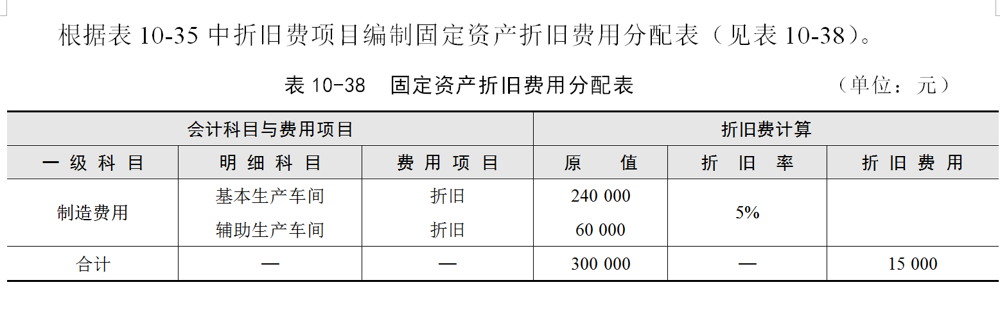 根据表 10-35 中折旧费项目编制固定资产折旧费用分配表（见表 10-38）。
表 10-38 固定资产折旧费用分配表 （单位：元）
会计科目与费用项目 折旧费计算
一级科目 明细科目 费用项目 原值 折旧率 折旧费用
制造费用 基本生产车间 折旧 240 000 5%
辅助生产车间 折旧 60 000
合计 — — 300 000 — 15 000